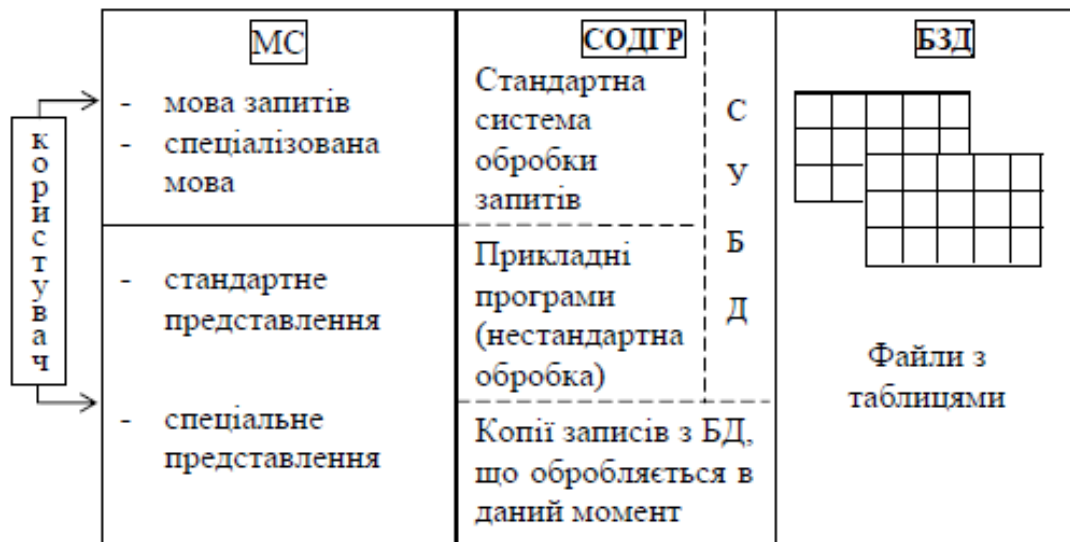 користувач
МС
- мова запитів
- спеціалізована
мова
- стандартне
представлення
- спеціальне
представлення
СОДГР
Стандартна
система
обробки
запитів
Прикладні
програми
(нестандартна
обробка)
Копії записів з БД,
що обробляється в
даний момент
С
У
Б
Д
БЗД
Файли з
таблицями